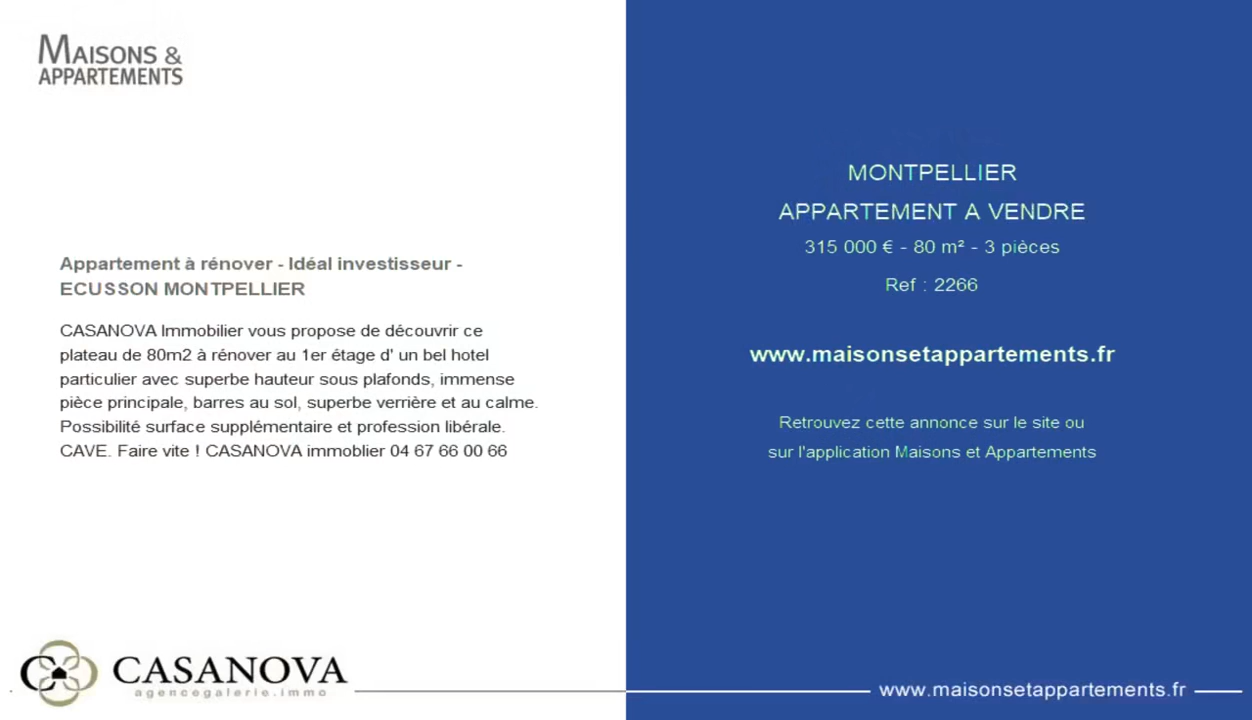 MAISONS &
APPARTEMENTS
Appartement à rénover - Idéal investisseur -
ECUSSON MONTPELLIER
CASANOVA Immobilier vous propose de découvrir ce
plateau de 80m2 à rénover au 1er étage d' un bel hotel
particulier avec superbe hauteur sous plafonds, immense
pièce principale, barres au sol, superbe verrière et au calme.
Possibilité surface supplémentaire et profession libérale.
CAVE. Faire vite ! CASANOVA immoblier 04 67 66 00 66
CASANOVA
agencegalerie.immo
MONTPELLIER
APPARTEMENT A VENDRE
315 000 € - 80 m² - 3 pièces
Ref : 2266
www.maisonsetappartements.fr
Retrouvez cette annonce sur le site ou
sur l'application Maisons et Appartements
www.maisonsetappartements.fr